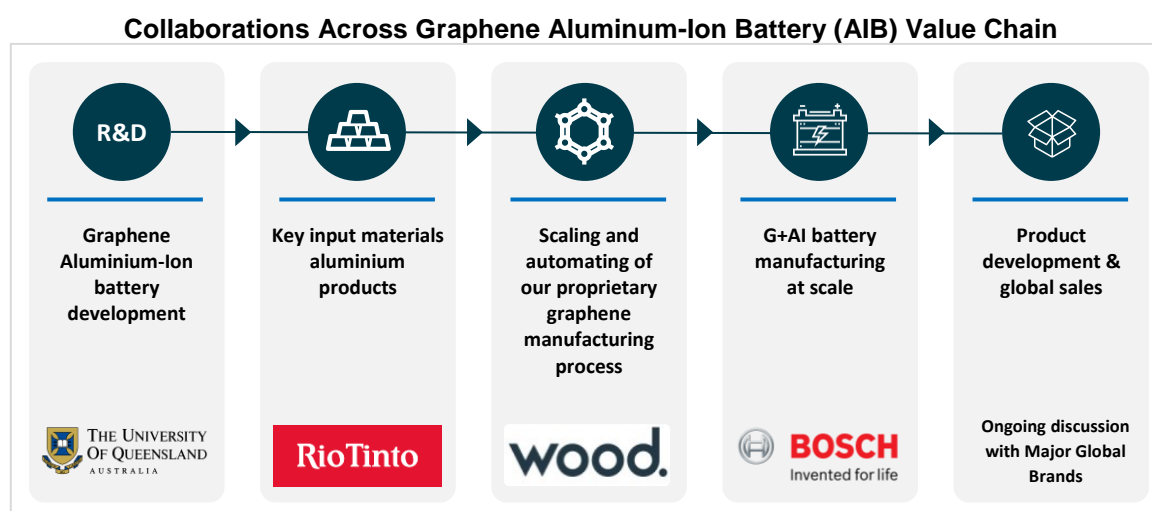 Collaborations Across Graphene Aluminum-Ion Battery (AIB) Value Chain
R&D
Graphene
Aluminium-Ion
battery
development
THE UNIVERSITY
OF QUEENSLAND
AUSTRALIA
Key input materials
aluminium
products
RioTinto
Scaling and
automating of
our proprietary
graphene
manufacturing
process
wood.
G+AI battery
manufacturing
at scale
BOSCH
Invented for life
Product
development &
global sales
Ongoing discussion
with Major Global
Brands